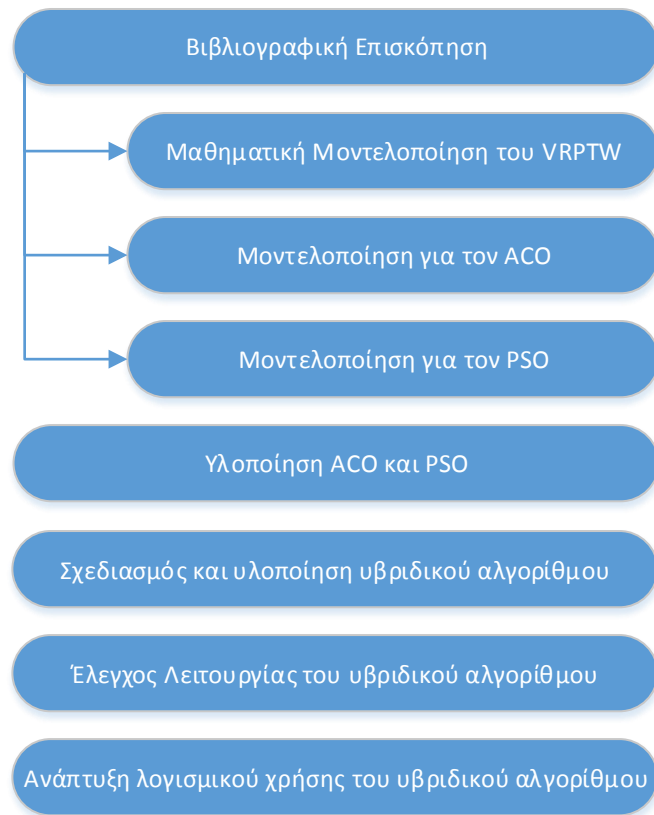 Βιβλιογραφική Επισκόπηση
Μαθηματική Μοντελοποίηση του VRPTW
Μοντελοποίηση για τον ACO
Μοντελοποίηση για τον PSO
Υλοποίηση ACO και PSO
Σχεδιασμός και υλοποίηση υβριδικού αλγορίθμου
Έλεγχος Λειτουργίας του υβριδικού αλγορίθμου
Ανάπτυξη λογισμικού χρήσης του υβριδικού αλγορίθμου